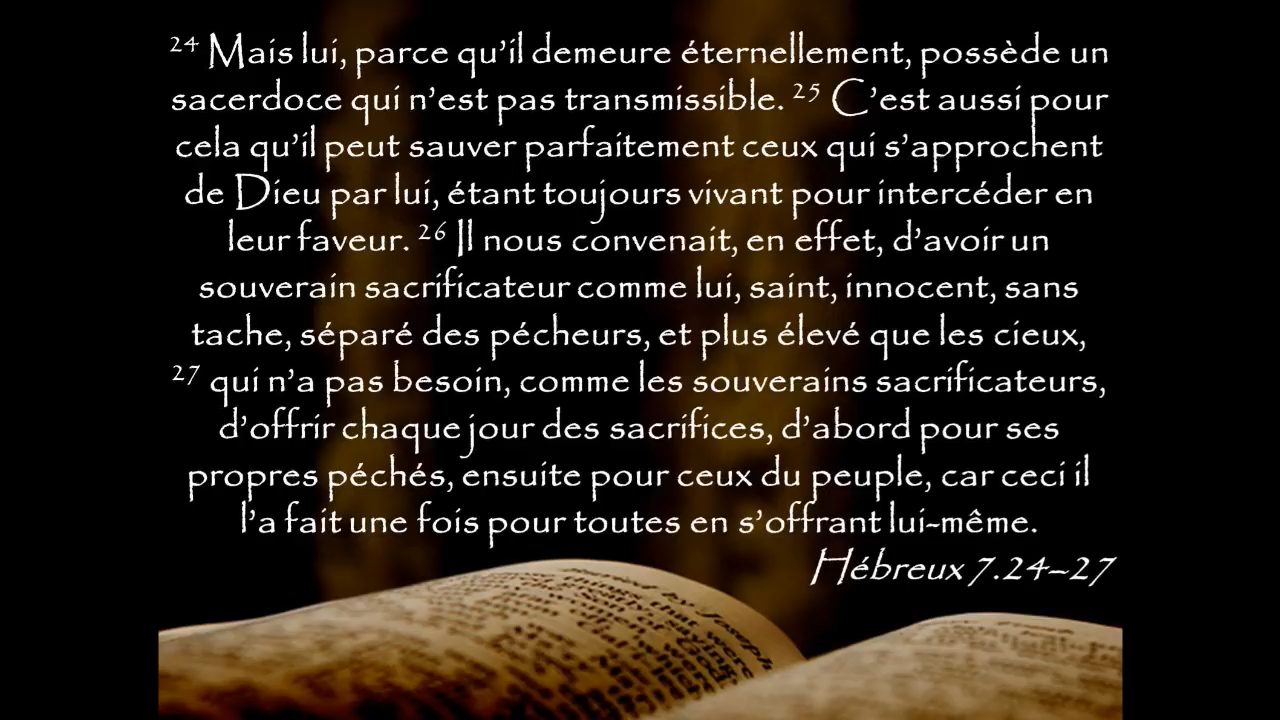 24 Mais lui, parce qu’il demeure éternellement, possède un
sacerdoce qui n’est pas transmissible. 25 C’est aussi pour
cela qu’il peut sauver parfaitement ceux qui s’approchent
de Dieu par lui, étant toujours vivant pour intercéder en
leur faveur. 26 Il nous convenait, en effet, d’avoir un
souverain sacrificateur comme lui, saint, innocent, sans
tache, séparé des pécheurs, et plus élevé que les cieux,
27 qui n’a pas besoin, comme les souverains sacrificateurs,
d’offrir chaque jour des sacrifices, d’abord pour ses
propres péchés, ensuite pour ceux du peuple, car ceci il
l’a fait une fois pour toutes en s’offrant lui-même.
Hébreux 7.24–27
by Joseph
that were